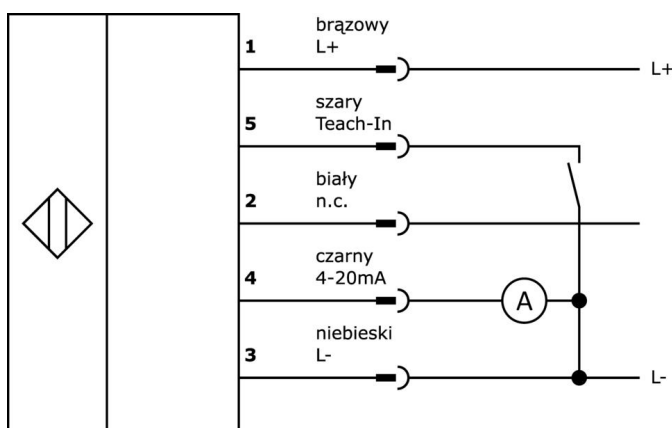 brązowy
1 L+
L+
szary
5 Teach-In
biały
2 n.c.
czarny
4 4-20mA
A
niebieski
3 L-
L-